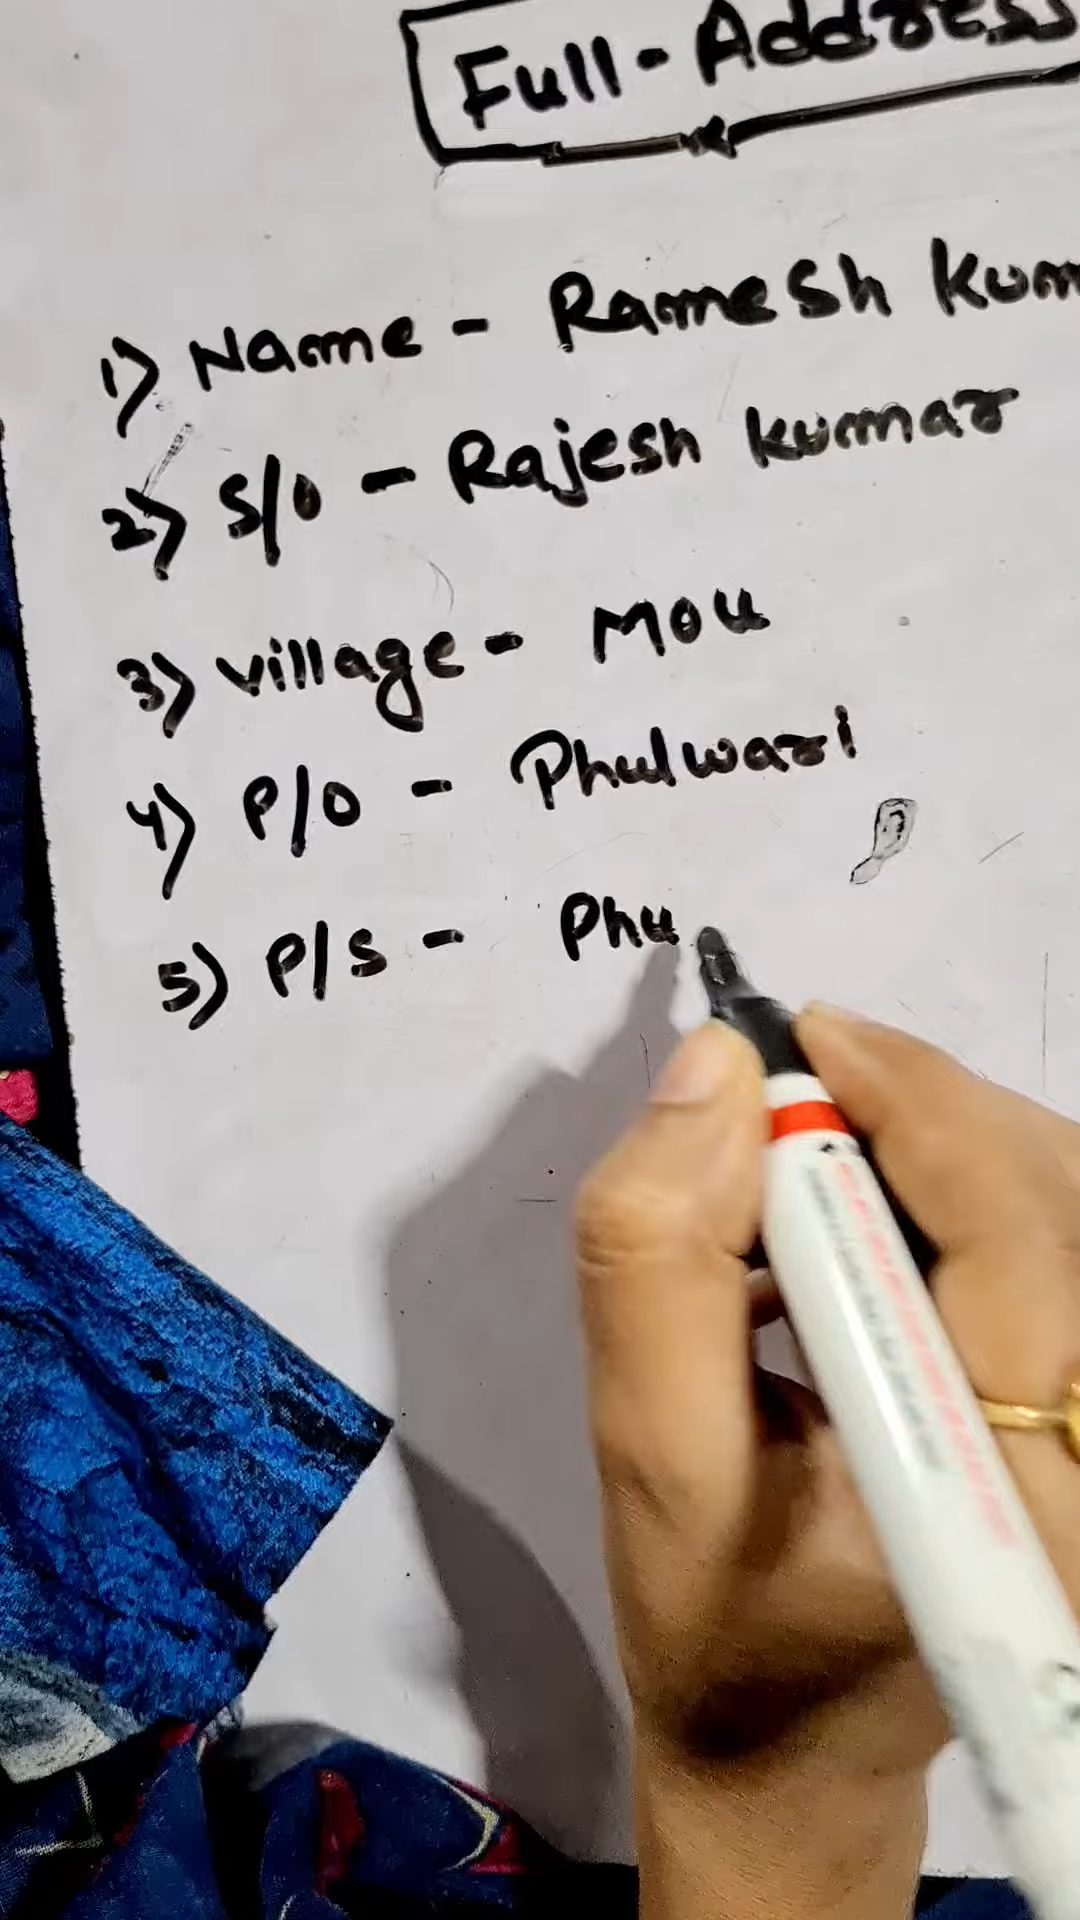 Full-Address
1) Name - Ramesh Kum
2) S/O - Rajesh Kumar
3) Village - Mou
4) P/O - Phulwari
5) P/S - Phu